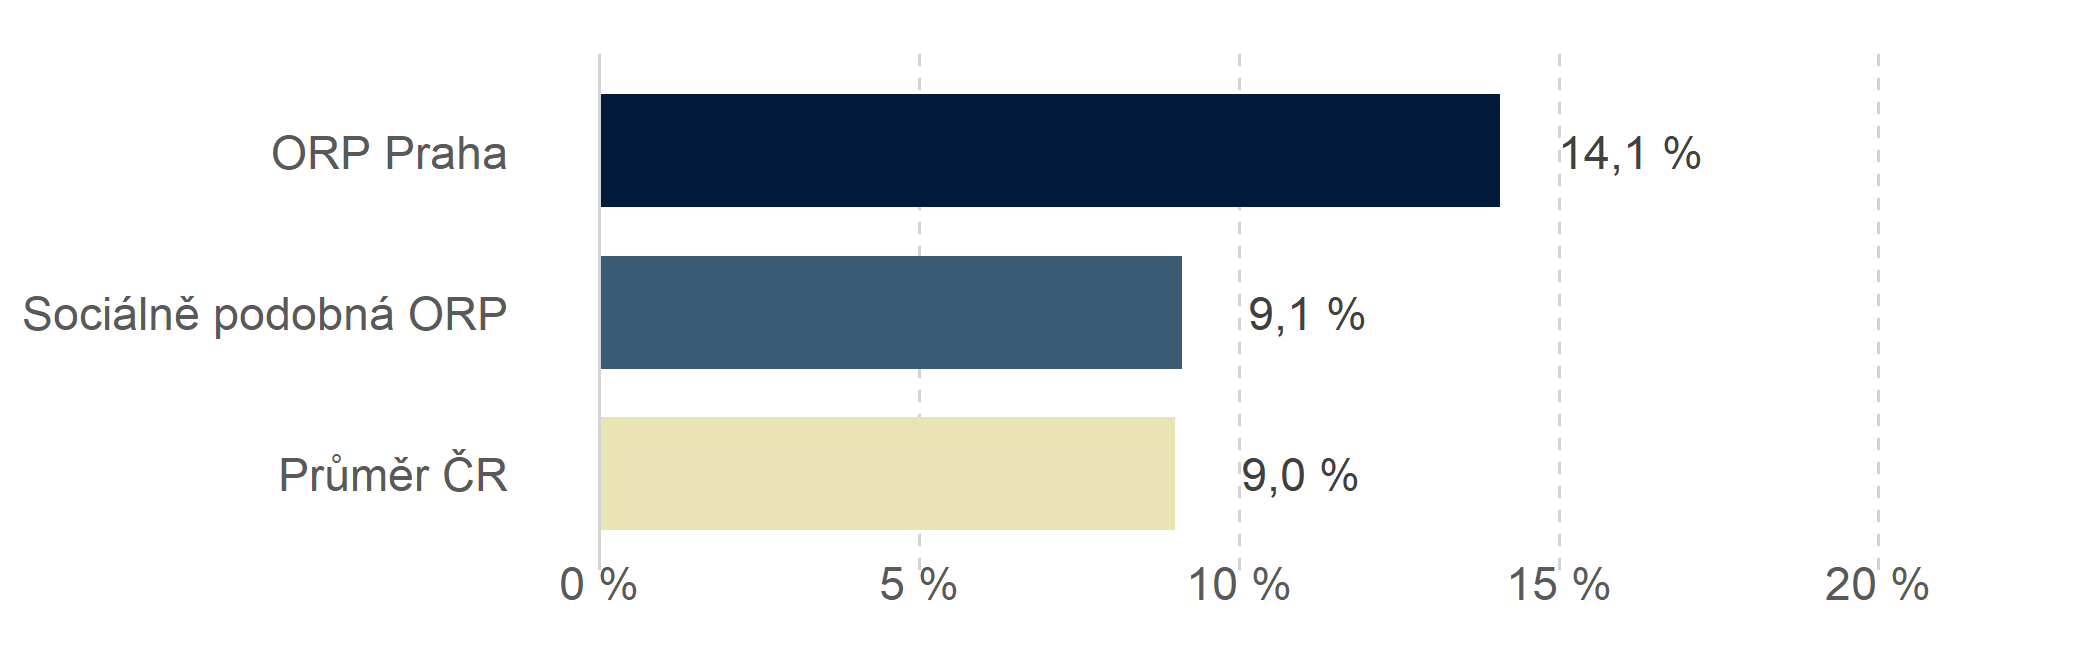 ORP Praha
14,1 %
Sociálně podobná ORP
9,1 %
Průměr ČR
9,0 %
0 %
5 %
10 %
15 %
20 %